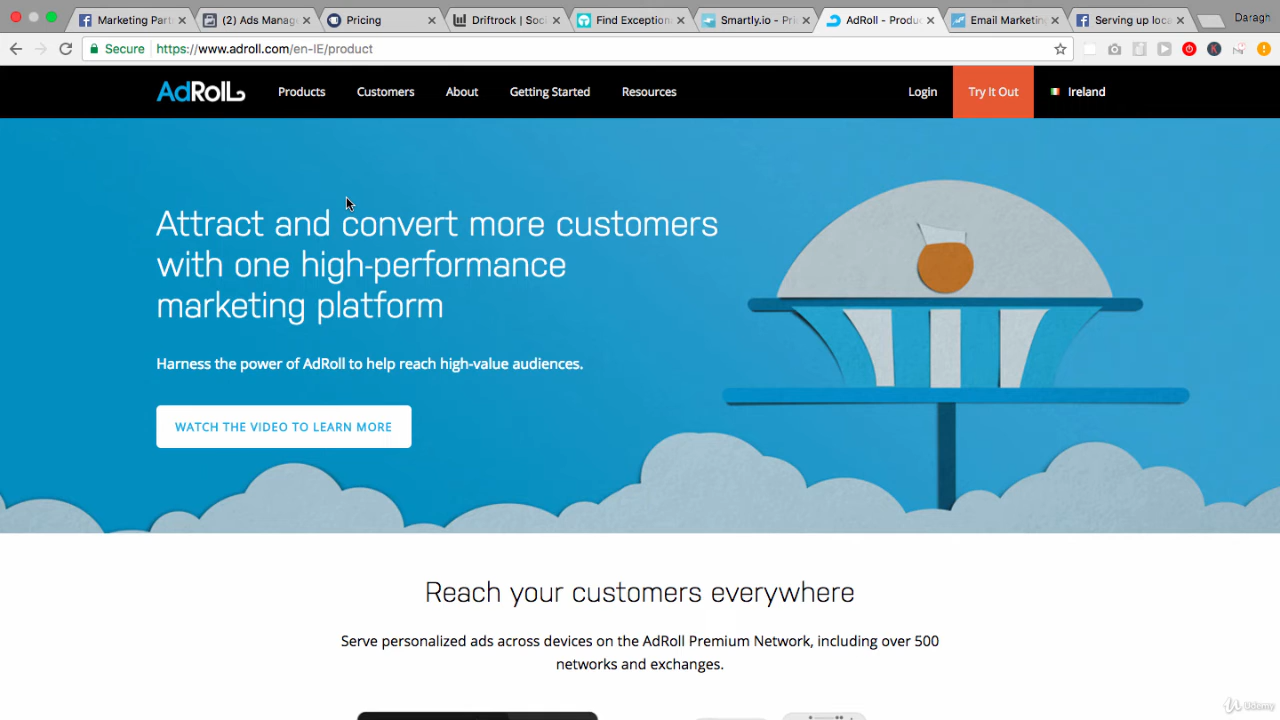 Marketing Part
(2) Ads Manag
Pricing
Driftrock | Soci
Find Exception
Smartly.io - Pri
AdRoll - Produc
Email Marketin
Serving up loca
Daragh
Secure
https://www.adroll.com/en-IE/product
AdRoll
Products
Customers
About
Getting Started
Resources
Login
Try It Out
Ireland
Attract and convert more customers
with one high-performance
marketing platform
Harness the power of AdRoll to help reach high-value audiences.
WATCH THE VIDEO TO LEARN MORE
Reach your customers everywhere
Serve personalized ads across devices on the AdRoll Premium Network, including over 500
networks and exchanges.
Udemy